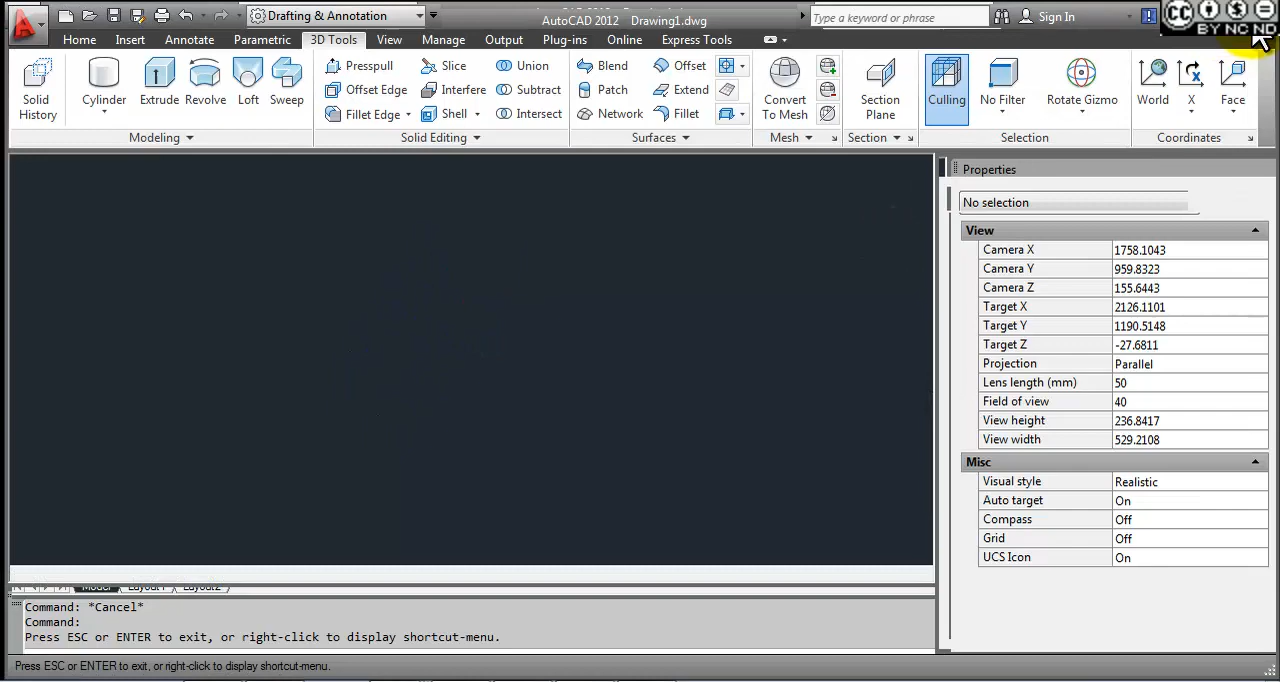 Drafting & Annotation
AutoCAD 2012 Drawing1.dwg
Type a keyword or phrase
Sign In
CC
BY NC ND
Home Insert Annotate Parametric 3D Tools View Manage Output Plug-ins Online Express Tools
Solid History
Cylinder
Extrude
Revolve
Loft
Sweep
Modeling
Presspull
Offset Edge
Fillet Edge
Slice
Interfere
Shell
Union
Subtract
Intersect
Solid Editing
Blend
Patch
Network
Offset
Extend
Fillet
Surfaces
Convert To Mesh
Mesh
Section Plane
Section
Culling
No Filter
Rotate Gizmo
Selection
World
X
Face
Coordinates
Properties
No selection
View
Camera X 1758.1043
Camera Y 959.8323
Camera Z 155.6443
Target X 2126.1101
Target Y 1190.5148
Target Z -27.6811
Projection Parallel
Lens length (mm) 50
Field of view 40
View height 236.8417
View width 529.2108
Misc
Visual style Realistic
Auto target On
Compass Off
Grid Off
UCS Icon On
Model Layout1 Layout2
Command: *Cancel*
Command:
Press ESC or ENTER to exit, or right-click to display shortcut-menu.
Press ESC or ENTER to exit, or right-click to display shortcut-menu.